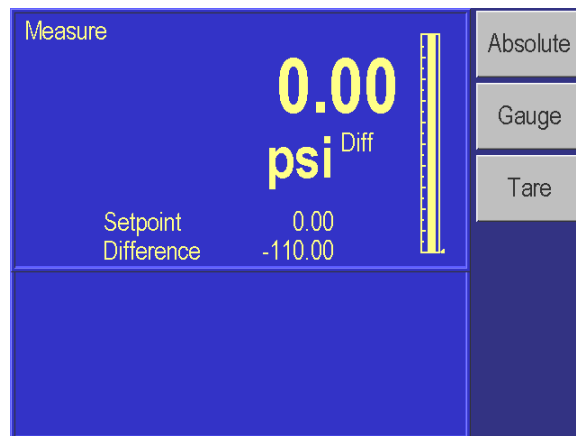 Measure
0.00
psi Diff
Setpoint 0.00
Difference -110.00
Absolute
Gauge
Tare